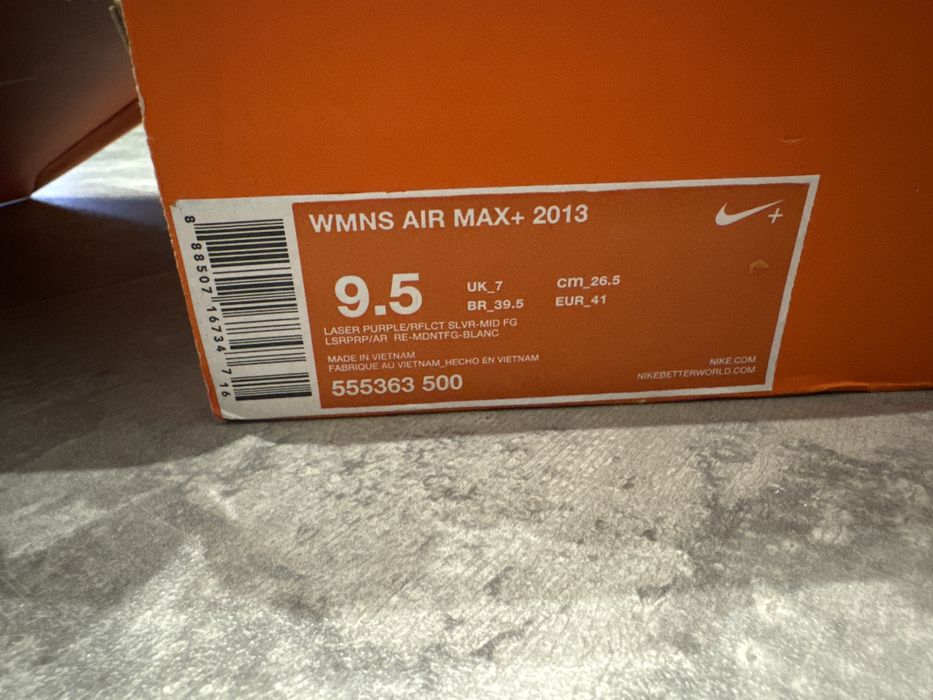 WMNS AIR MAX+ 2013
+
9.5
UK_7
cm_26.5
BR_39.5
EUR_41
LASER PURPLE/RFLCT SLVR-MID FG
LSRPRP/AR RE-MDNTFG-BLANC
MADE IN VIETNAM
FABRIQUE AU VIETNAM_HECHO EN VIETNAM
555363 500
NIKE.COM
NIKEBETTERWORLD.COM
8 88507 16734 7 16